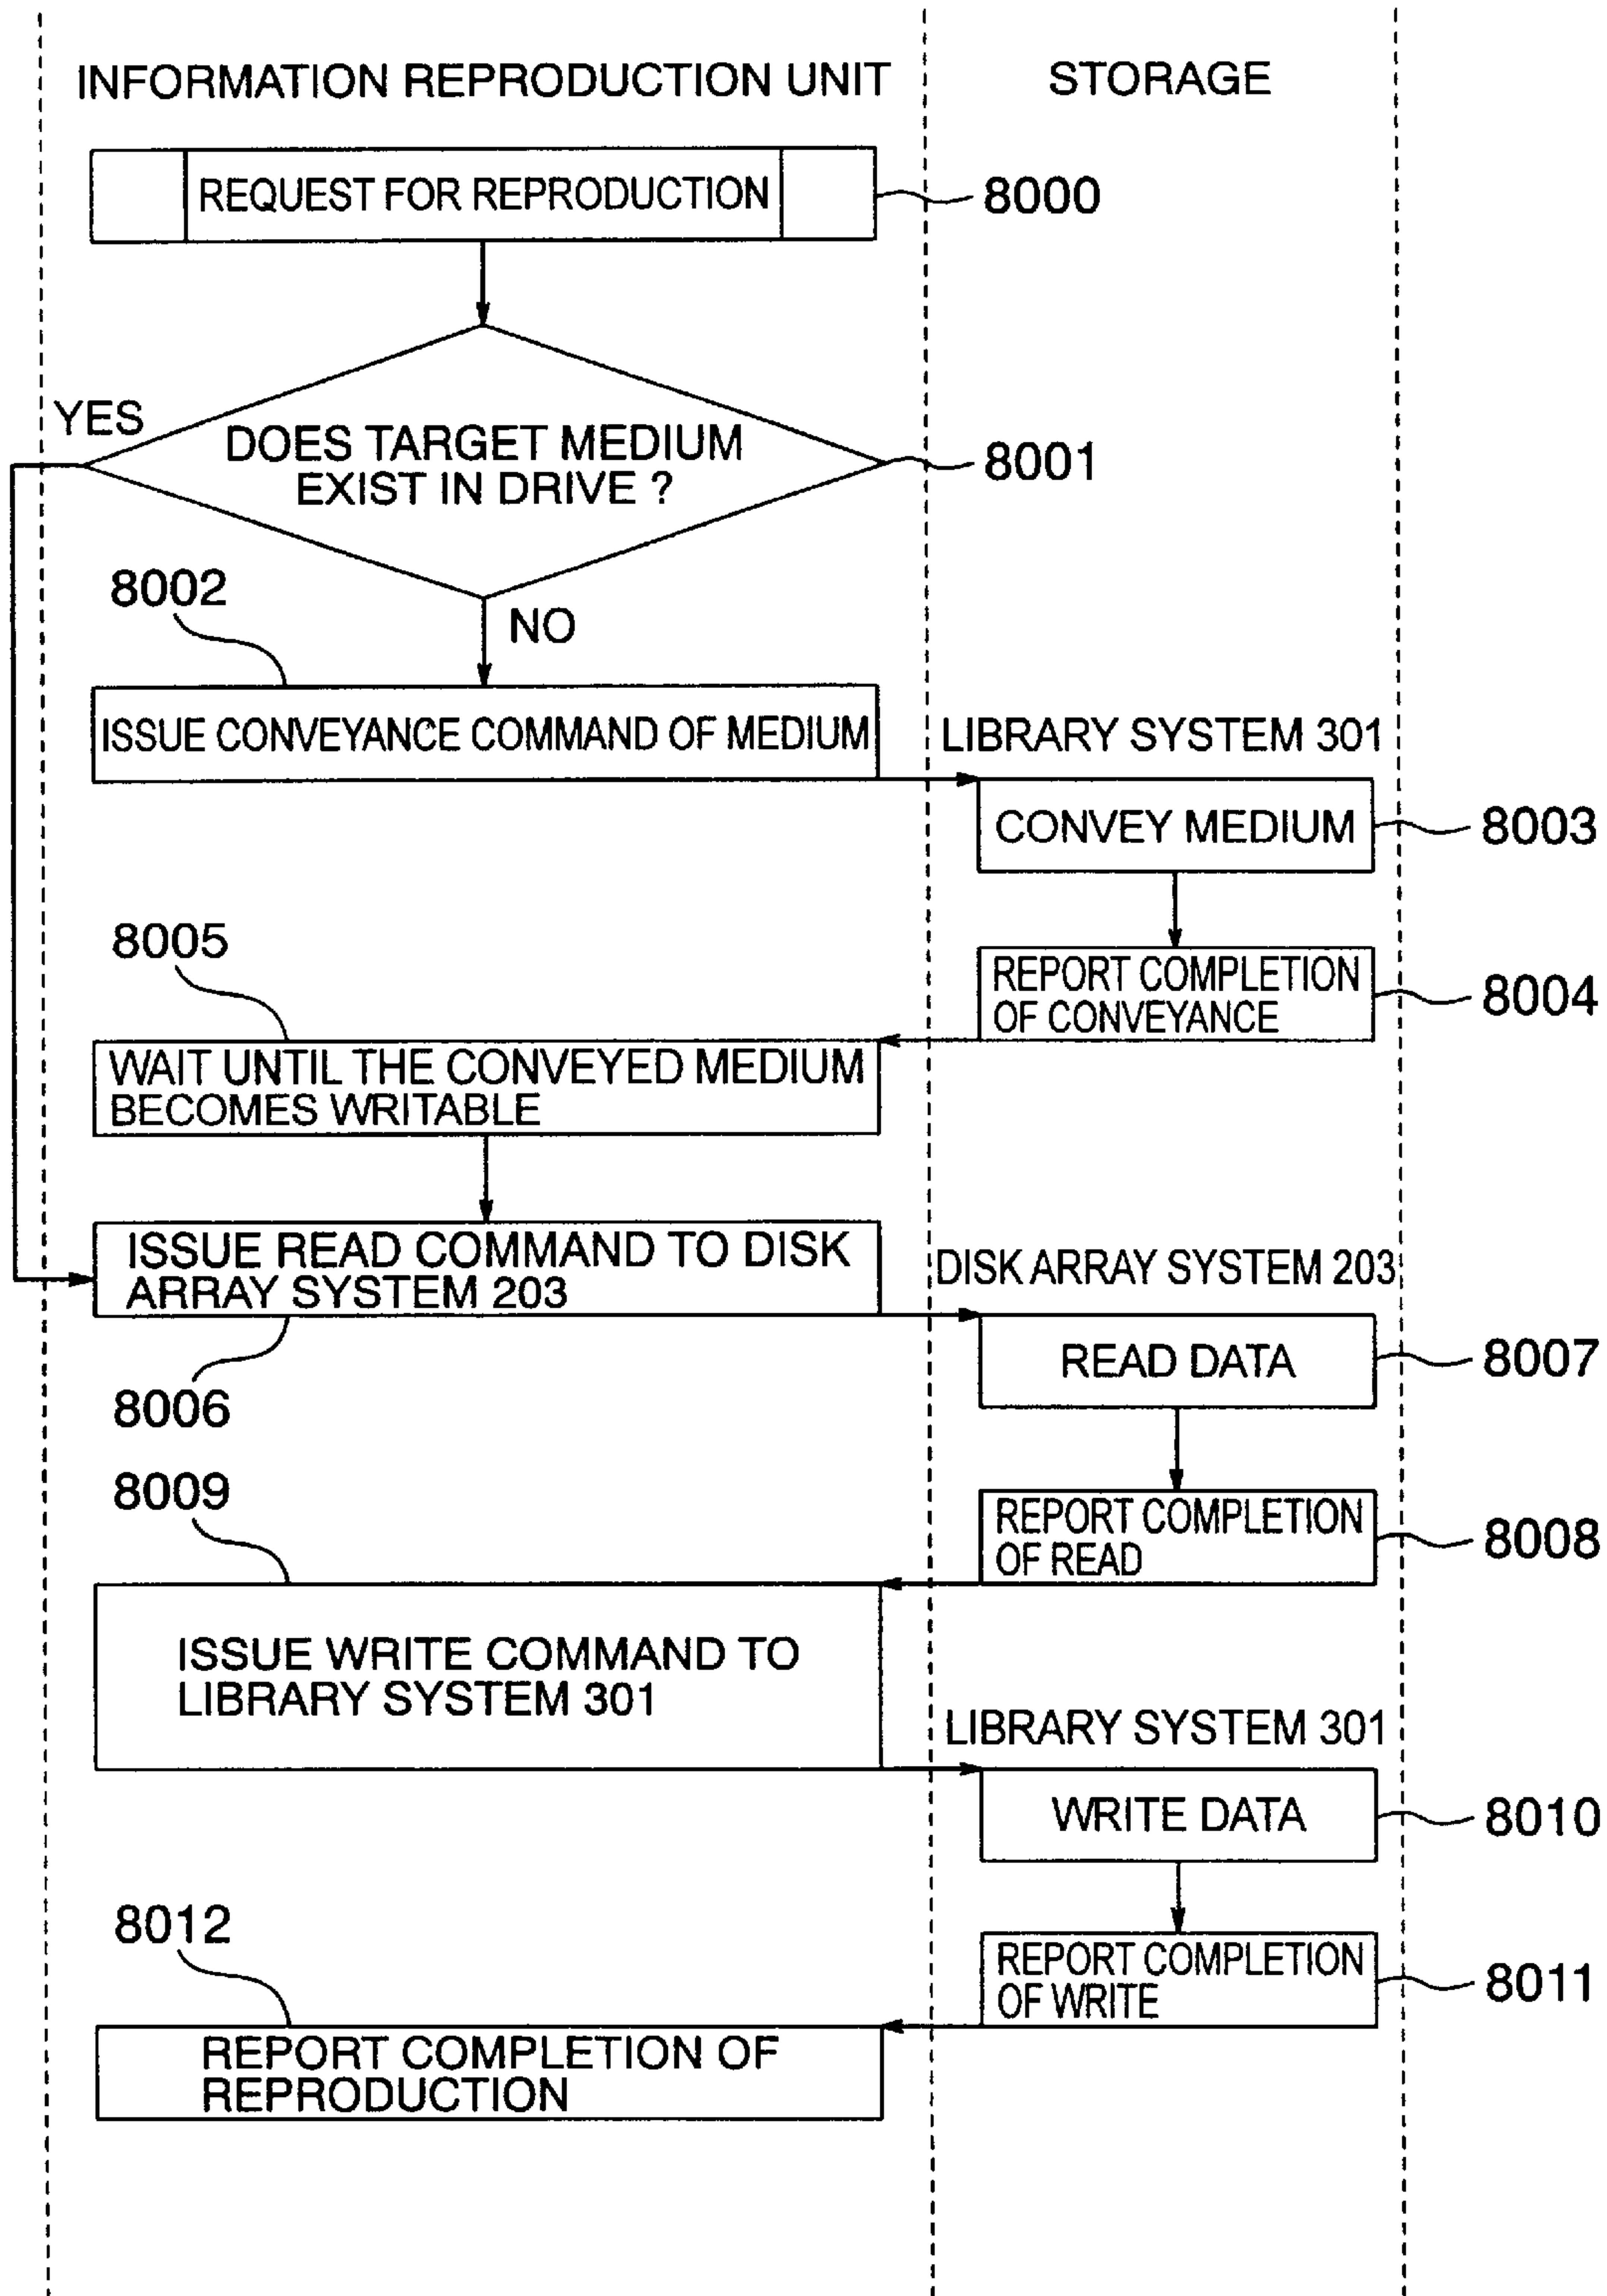 INFORMATION REPRODUCTION UNIT
STORAGE
REQUEST FOR REPRODUCTION
8000
YES
DOES TARGET MEDIUM
EXIST IN DRIVE ?
8001
8002
NO
ISSUE CONVEYANCE COMMAND OF MEDIUM
LIBRARY SYSTEM 301
CONVEY MEDIUM
8003
8005
REPORT COMPLETION
OF CONVEYANCE
8004
WAIT UNTIL THE CONVEYED MEDIUM
BECOMES WRITABLE
ISSUE READ COMMAND TO DISK
ARRAY SYSTEM 203
DISK ARRAY SYSTEM 203
READ DATA
8007
8006
8009
REPORT COMPLETION
OF READ
8008
ISSUE WRITE COMMAND TO
LIBRARY SYSTEM 301
LIBRARY SYSTEM 301
WRITE DATA
8010
8012
REPORT COMPLETION
OF WRITE
8011
REPORT COMPLETION OF
REPRODUCTION